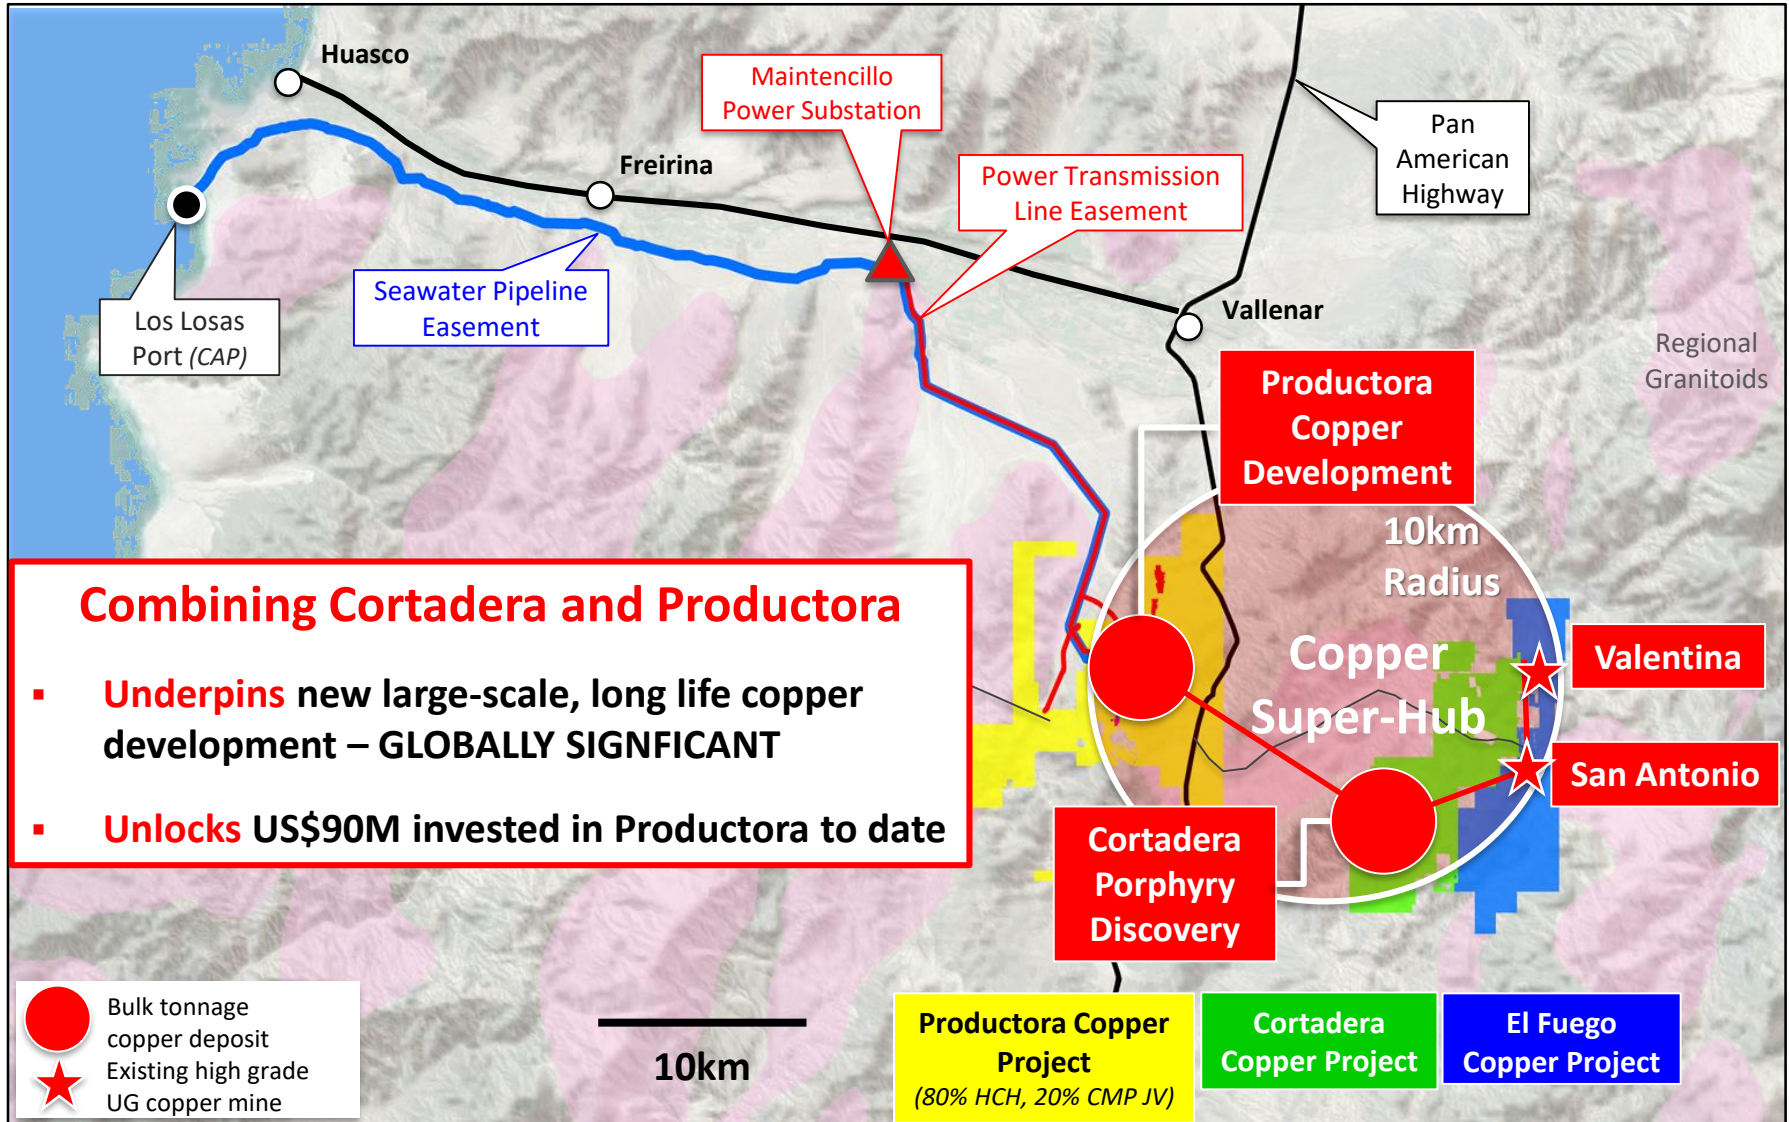 Huasco
Maintencillo
Power Substation
Pan
American
Highway
Freirina
Power Transmission
Line Easement
Seawater Pipeline
Easement
Los Losas
Port (CAP)
Vallenar
Regional
Granitoids
Productora
Copper
Development
10km
Radius
Combining Cortadera and Productora
▪ Underpins new large-scale, long life copper
development – GLOBALLY SIGNFICANT
▪ Unlocks US$90M invested in Productora to date
Copper
Super-Hub
Valentina
San Antonio
Cortadera
Porphyry
Discovery
Bulk tonnage
copper deposit
Existing high grade
UG copper mine
10km
Productora Copper
Project
(80% HCH, 20% CMP JV)
Cortadera
Copper Project
El Fuego
Copper Project